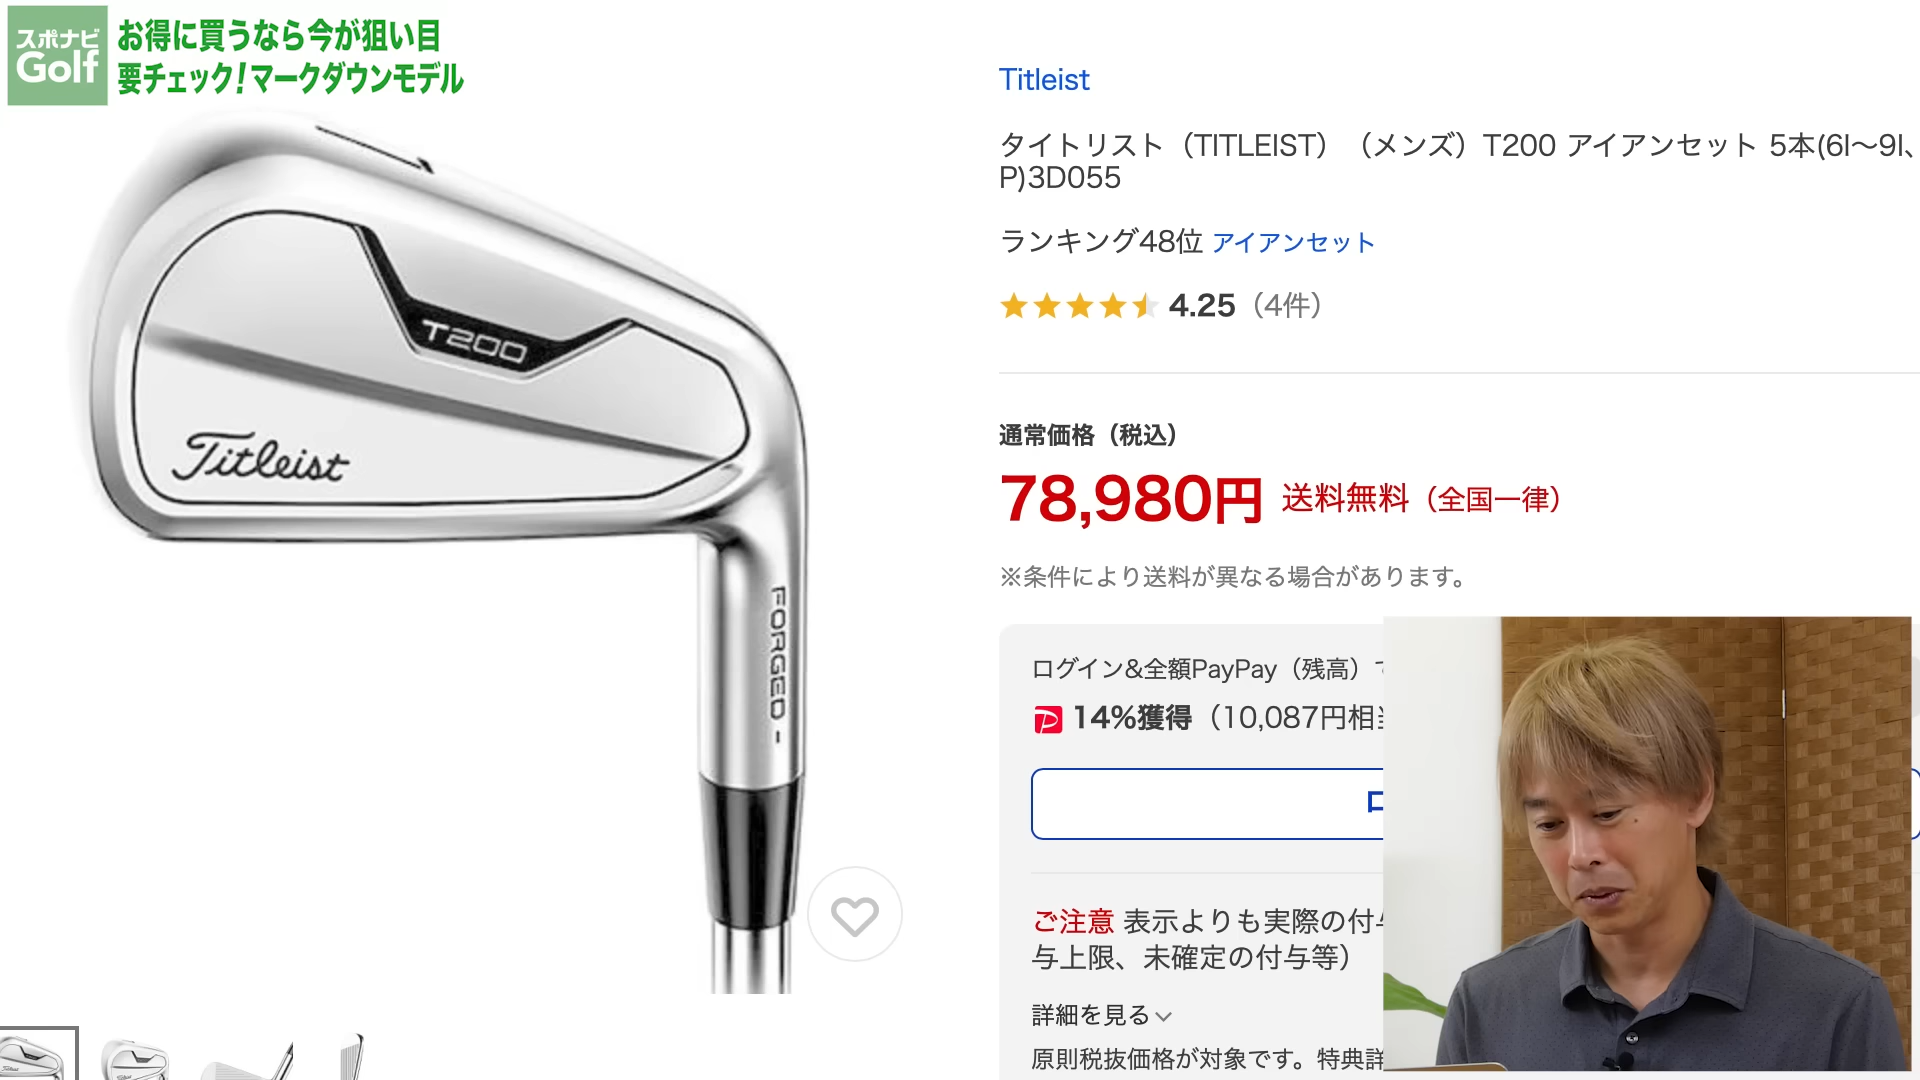 スポナビ
Golf
お得に買うなら今が狙い目
要チェック!マークダウンモデル
T200
Titleist
FORGED -
Titleist
タイトリスト（TITLEIST）（メンズ）T200 アイアンセット 5本(6I〜9I、
P)3D055
ランキング48位 アイアンセット
4.25（4件）
通常価格（税込）
78,980円 送料無料（全国一律）
※条件により送料が異なる場合があります。
ログイン&全額PayPay（残高）
14%獲得（10,087円相
ご注意 表示よりも実際の付
与上限、未確定の付与等）
詳細を見る
原則税抜価格が対象です。特典詳